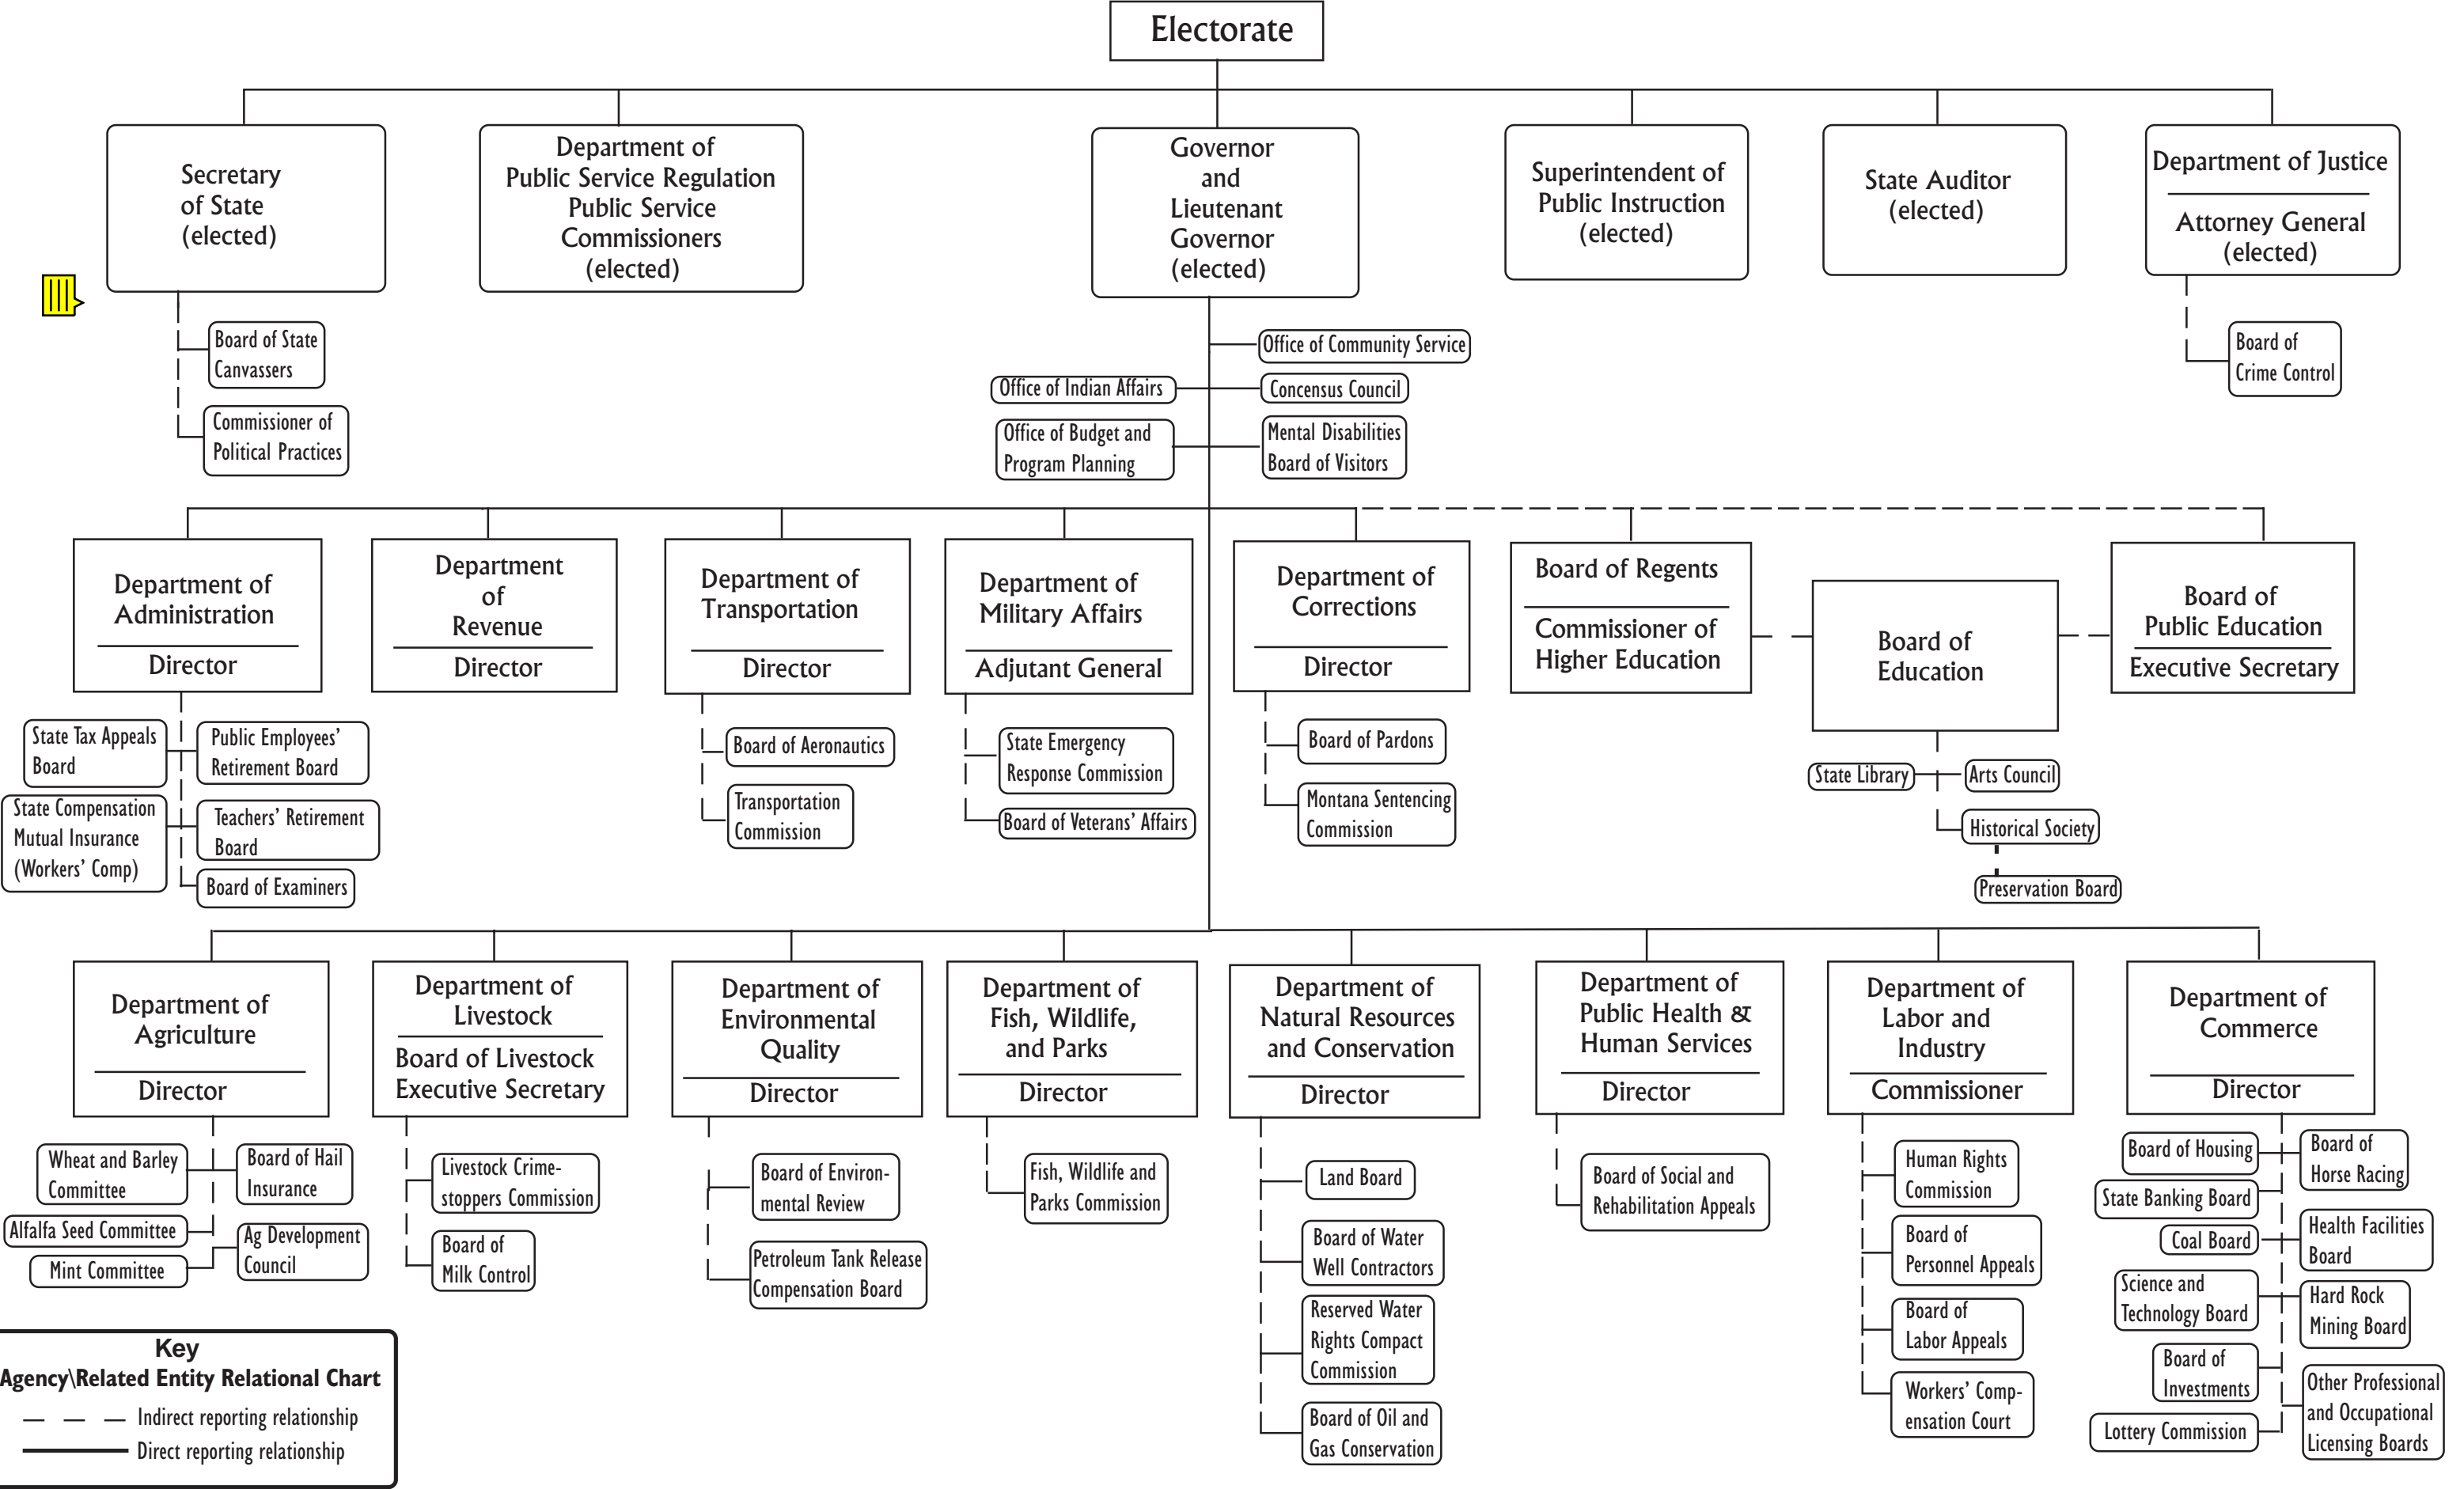 Electorate
Secretary
of State
(elected)
Department of
Public Service Regulation
Public Service
Commissioners
(elected)
Governor
and
Lieutenant
Governor
(elected)
Superintendent of
Public Instruction
(elected)
State Auditor
(elected)
Department of Justice
Attorney General
(elected)
Board of State
Canvassers
Commissioner of
Political Practices
Office of Community Service
Office of Indian Affairs
Concensus Council
Office of Budget and
Program Planning
Mental Disabilities
Board of Visitors
Board of
Crime Control
Department of
Administration
Director
Department
of
Revenue
Director
Department of
Transportation
Director
Department of
Military Affairs
Adjutant General
Department of
Corrections
Director
Board of Regents
Commissioner of
Higher Education
Board of
Education
Board of
Public Education
Executive Secretary
State Tax Appeals
Board
Public Employees’
Retirement Board
State Compensation
Mutual Insurance
(Workers’ Comp)
Teachers’ Retirement
Board
Board of Examiners
Board of Aeronautics
Transportation
Commission
State Emergency
Response Commission
Board of Veterans’ Affairs
Board of Pardons
Montana Sentencing
Commission
State Library
Arts Council
Historical Society
Preservation Board
Department of
Agriculture
Director
Department of
Livestock
Board of Livestock
Executive Secretary
Department of
Environmental
Quality
Director
Department of
Fish, Wildlife,
and Parks
Director
Department of
Natural Resources
and Conservation
Director
Department of
Public Health &
Human Services
Director
Department of
Labor and
Industry
Commissioner
Department of
Commerce
Director
Wheat and Barley
Committee
Board of Hail
Insurance
Alfalfa Seed Committee
Ag Development
Council
Mint Committee
Livestock Crime-
stoppers Commission
Board of
Milk Control
Board of Environ-
mental Review
Petroleum Tank Release
Compensation Board
Fish, Wildlife and
Parks Commission
Land Board
Board of Water
Well Contractors
Reserved Water
Rights Compact
Commission
Board of Oil and
Gas Conservation
Board of Social and
Rehabilitation Appeals
Human Rights
Commission
Board of
Personnel Appeals
Board of
Labor Appeals
Workers’ Comp-
ensation Court
Board of Housing
Board of
Horse Racing
State Banking Board
Coal Board
Health Facilities
Board
Science and
Technology Board
Hard Rock
Mining Board
Board of
Investments
Other Professional
and Occupational
Licensing Boards
Lottery Commission
Key
Agency\Related Entity Relational Chart
Indirect reporting relationship
Direct reporting relationship